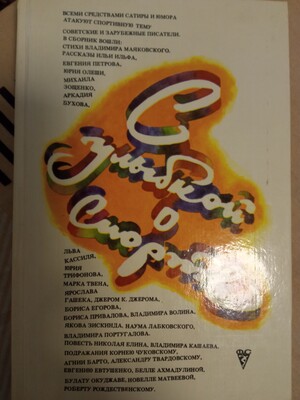 ВСЕМИ СРЕДСТВАМИ САТИРЫ И ЮМОРА
АТАКУЮТ СПОРТИВНУЮ ТЕМУ
СОВЕТСКИЕ И ЗАРУБЕЖНЫЕ ПИСАТЕЛИ.
В СБОРНИК ВОШЛИ:
СТИХИ ВЛАДИМИРА МАЯКОВСКОГО,
РАССКАЗЫ ИЛЬИ ИЛЬФА,
ЕВГЕНИЯ ПЕТРОВА,
ЮРИЯ ОЛЕШИ,
МИХАИЛА
ЗОЩЕНКО,
АРКАДИЯ
БУХОВА,
С
улыбкой
о
спорте
ЛЬВА
КАССИЛЯ,
ЮРИЯ
ТРИФОНОВА,
МАРКА ТВЕНА,
ЯРОСЛАВА
ГАШЕКА, ДЖЕРОМ К. ДЖЕРОМА,
БОРИСА ЕГОРОВА,
БОРИСА ПРИВАЛОВА, ВЛАДИМИРА ВОЛИНА,
ЯКОВА ЗИСКИНДА, НАУМА ЛАБКОВСКОГО,
ВЛАДИМИРА ПОРТУГАЛОВА.
ПОВЕСТЬ НИКОЛАЯ ЕЛИНА, ВЛАДИМИРА КАШАЕВА,
ПОДРАЖАНИЯ КОРНЕЮ ЧУКОВСКОМУ,
АГНИИ БАРТО, АЛЕКСАНДРУ ТВАРДОВСКОМУ,
ЕВГЕНИЮ ЕВТУШЕНКО, БЕЛЛЕ АХМАДУЛИНОЙ,
БУЛАТУ ОКУДЖАВЕ, НОВЕЛЛЕ МАТВЕЕВОЙ,
РОБЕРТУ РОЖДЕСТВЕНСКОМУ.